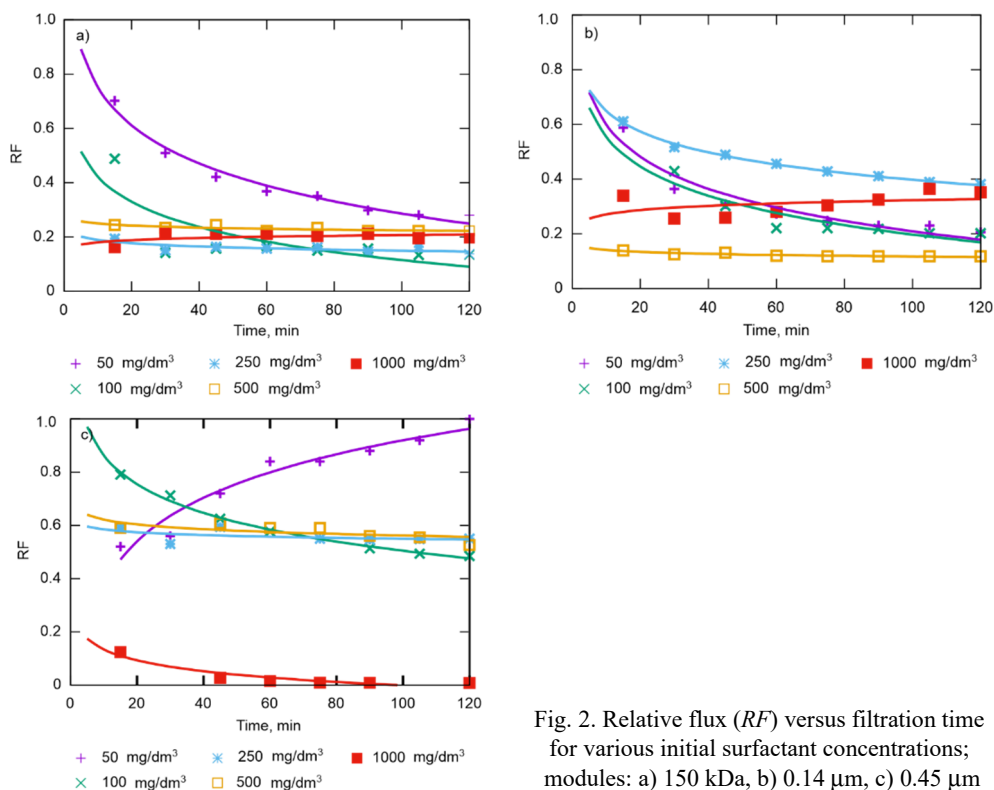 a)
1.0
0.8
0.6
0.4
0.2
0
RF
0 20 40 60 80 100 120
Time, min
50 mg/dm³ 250 mg/dm³ 1000 mg/dm³
100 mg/dm³ 500 mg/dm³
b)
1.0
0.8
0.6
0.4
0.2
0
RF
0 20 40 60 80 100 120
Time, min
50 mg/dm³ 250 mg/dm³ 1000 mg/dm³
100 mg/dm³ 500 mg/dm³
c)
1.0
0.8
0.6
0.4
0.2
0
RF
0 20 40 60 80 100 120
Time, min
50 mg/dm³ 250 mg/dm³ 1000 mg/dm³
100 mg/dm³ 500 mg/dm³
Fig. 2. Relative flux (RF) versus filtration time
for various initial surfactant concentrations;
modules: a) 150 kDa, b) 0.14 μm, c) 0.45 μm